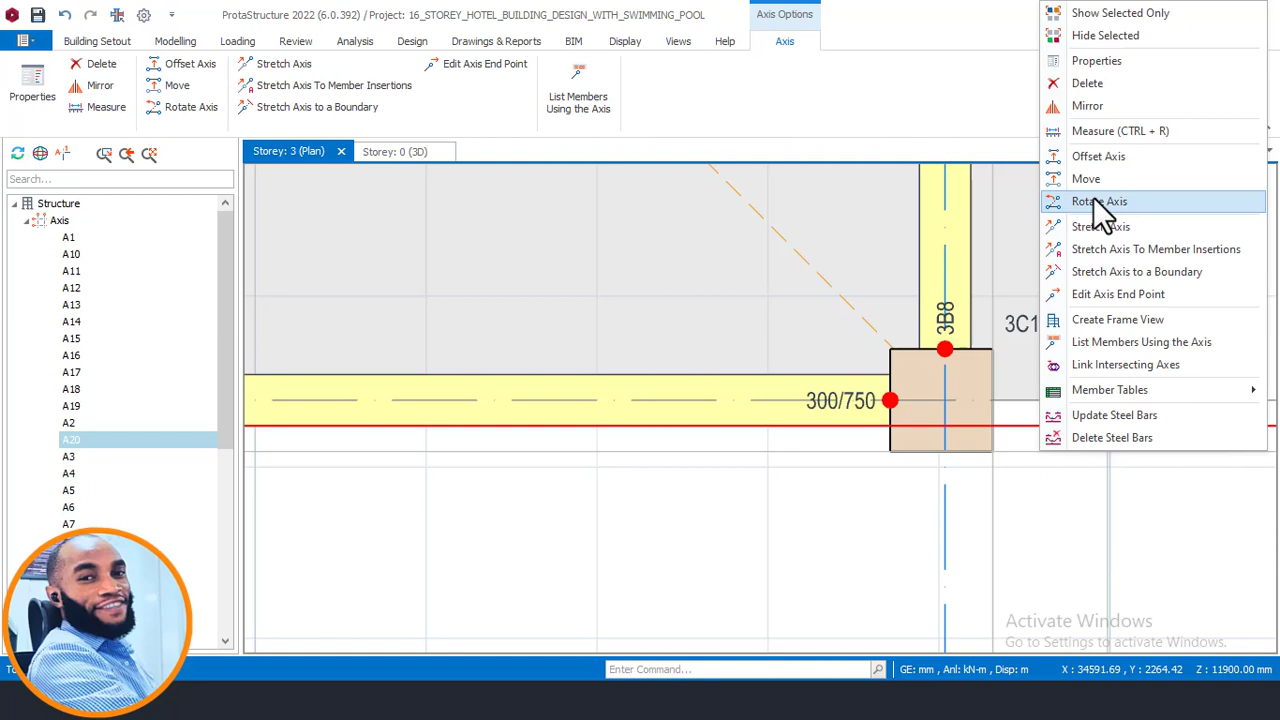 ProtaStructure 2022 (6.0.392) / Project: 16_STOREY_HOTEL_BUILDING_DESIGN_WITH_SWIMMING_POOL
Axis Options
Building Setout Modelling Loading Review Analysis Design Drawings & Reports BIM Display Views Help Axis
Properties
Delete
Mirror
Measure
Offset Axis
Move
Rotate Axis
Stretch Axis
Stretch Axis To Member Insertions
Stretch Axis to a Boundary
Edit Axis End Point
List Members
Using the Axis
Storey: 3 (Plan)
Storey: 0 (3D)
Search...
Structure
Axis
A1
A10
A11
A12
A13
A14
A15
A16
A17
A18
A19
A2
A20
A3
A4
A5
A6
A7
3B8
3C1
300/750
Show Selected Only
Hide Selected
Properties
Delete
Mirror
Measure (CTRL + R)
Offset Axis
Move
Rotate Axis
Stretch Axis
Stretch Axis To Member Insertions
Stretch Axis to a Boundary
Edit Axis End Point
Create Frame View
List Members Using the Axis
Link Intersecting Axes
Member Tables
Update Steel Bars
Delete Steel Bars
Activate Windows
Go to Settings to activate Windows.
Enter Command...
GE: mm, Anl: kN-m , Disp: m
X : 34591.69 , Y : 2264.42
Z : 11900.00 mm